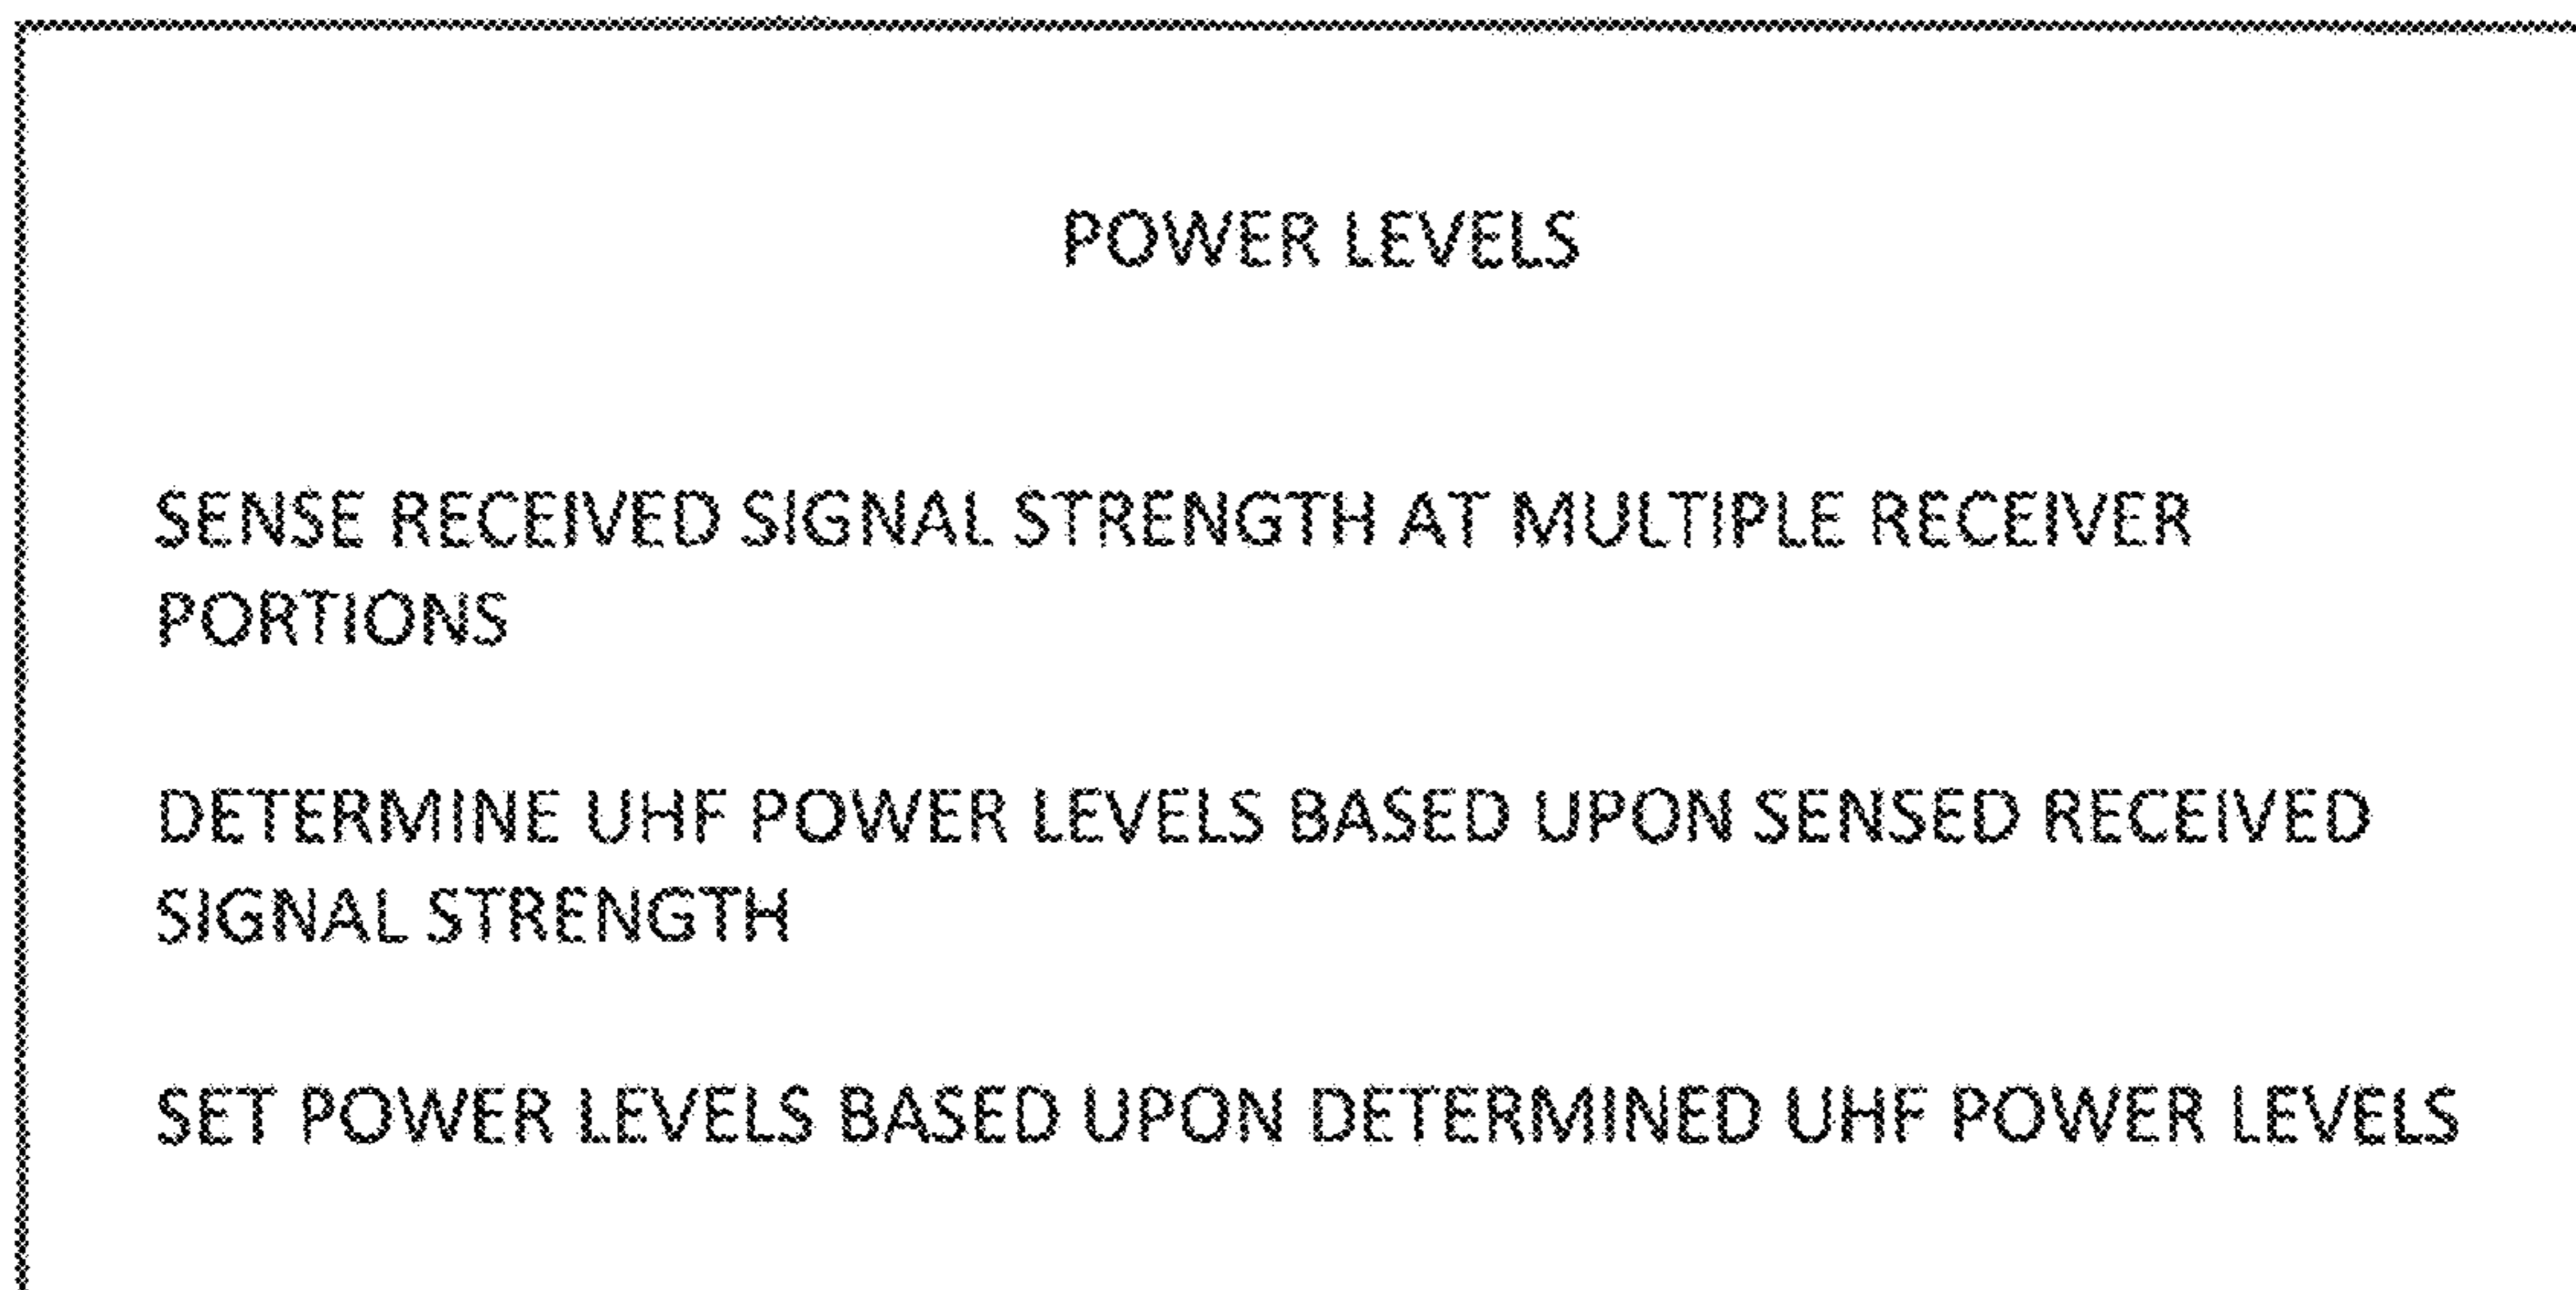 POWER LEVELS
SENSE RECEIVED SIGNAL STRENGTH AT MULTIPLE RECEIVER
PORTIONS
DETERMINE UHF POWER LEVELS BASED UPON SENSED RECEIVED
SIGNAL STRENGTH
SET POWER LEVELS BASED UPON DETERMINED UHF POWER LEVELS